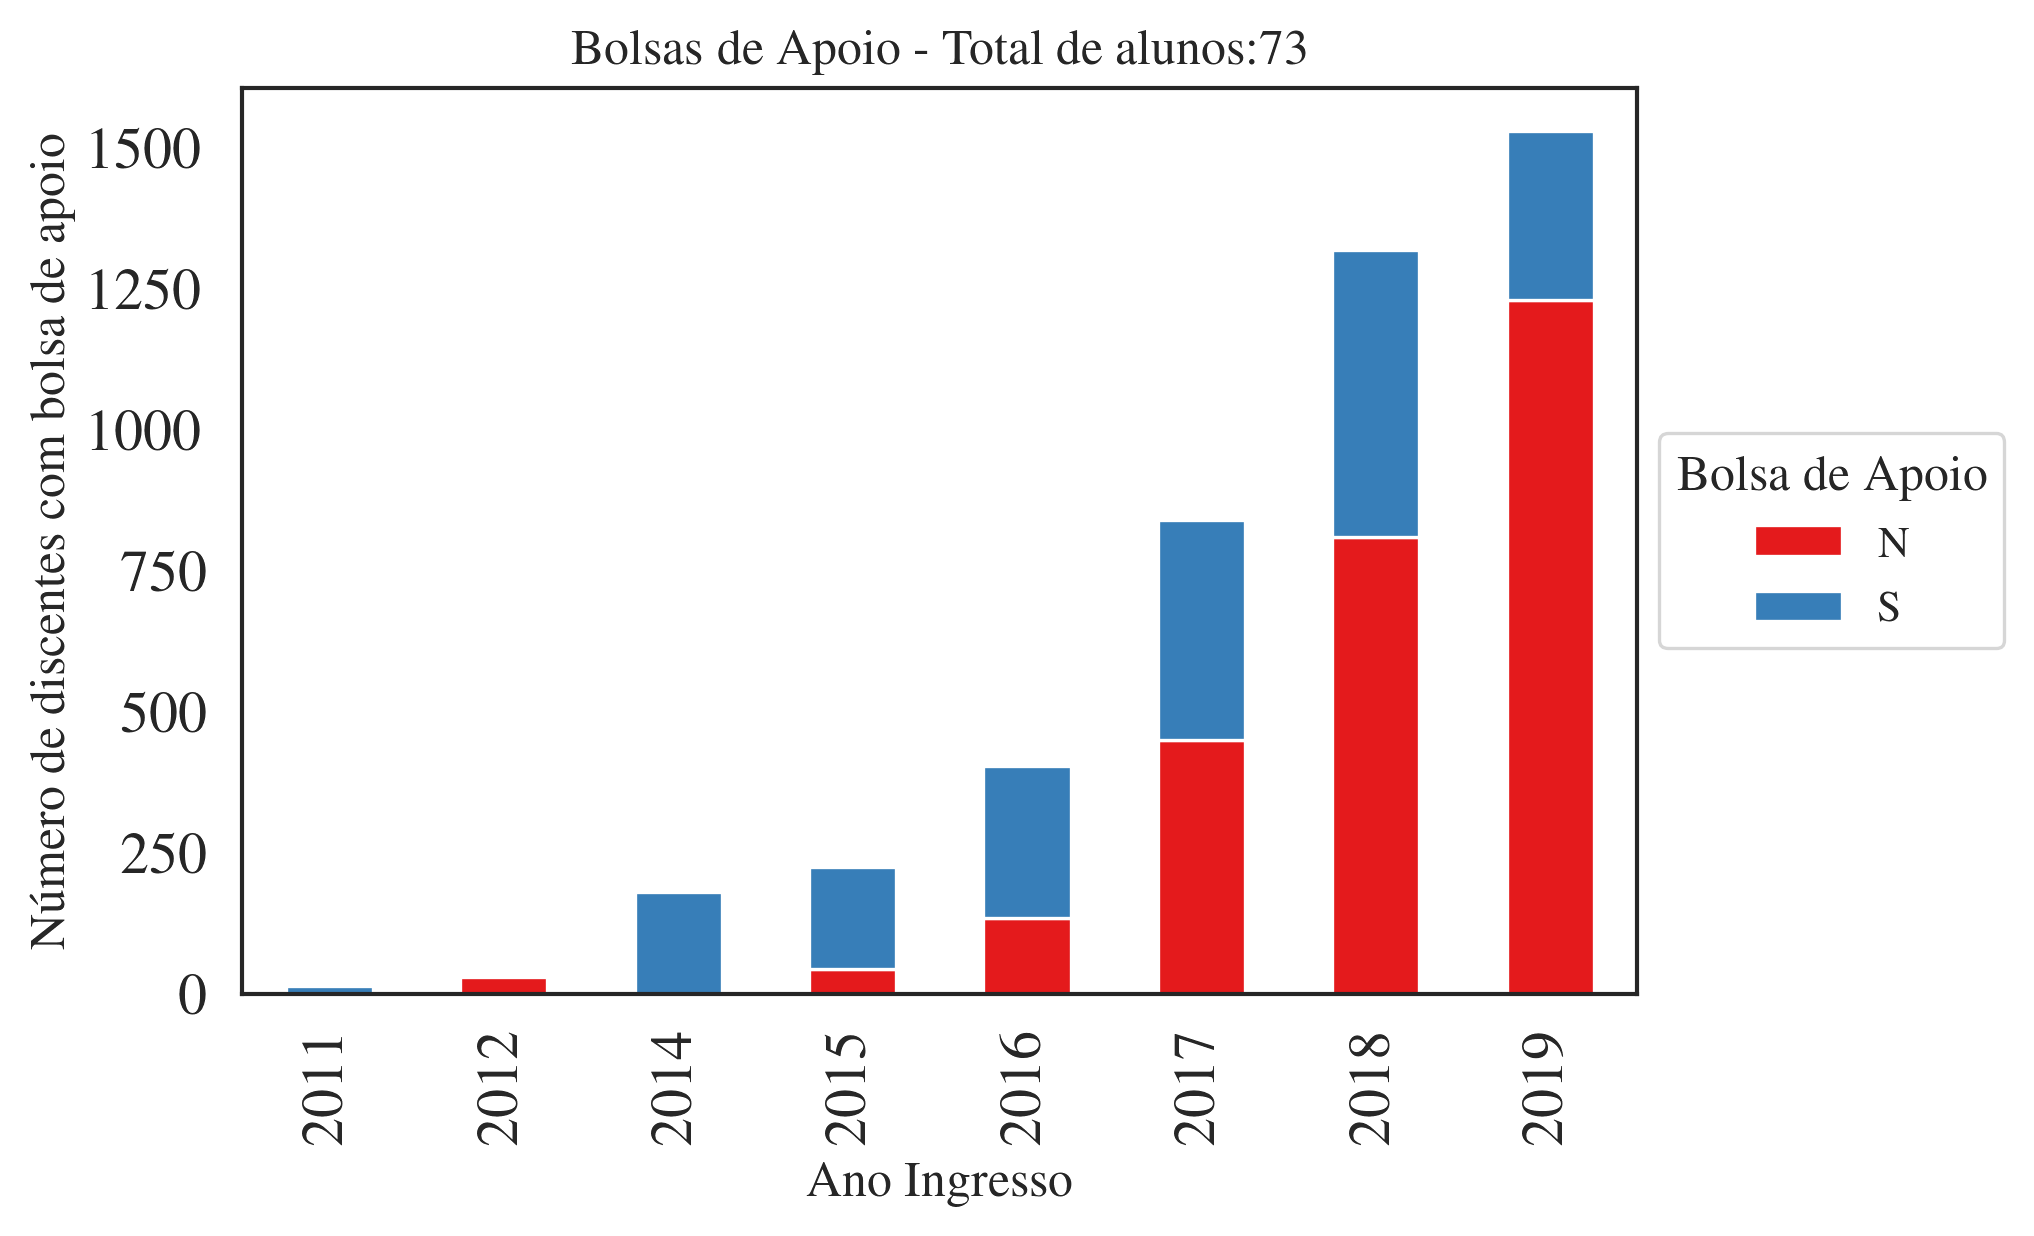 Bolsas de Apoio - Total de alunos:73
Número de discentes com bolsa de apoio
1500
1250
1000
750
500
250
0
2011
2012
2014
2015
2016
2017
2018
2019
Ano Ingresso
Bolsa de Apoio
N
S